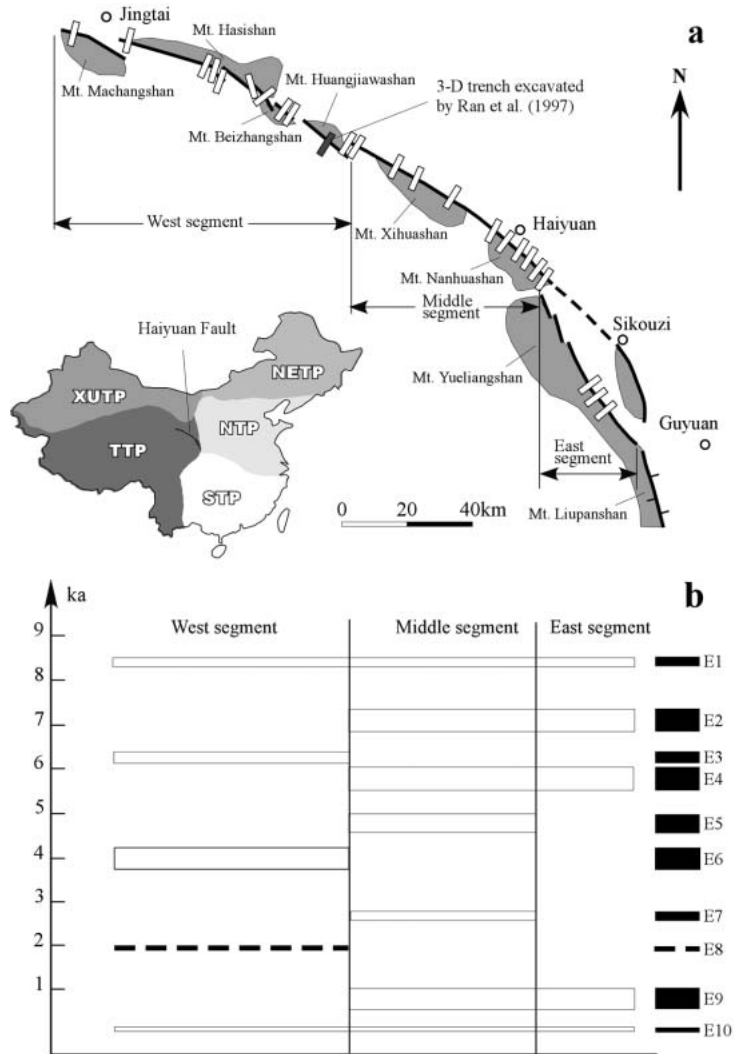 Jingtai
Mt. Hasishan
a
Mt. Huangjiawashan
3-D trench excavated
by Ran et al. (1997)
N
Mt. Machangshan
Mt. Beizhangshan
West segment
Mt. Xihuashan
Haiyuan
Mt. Nanhuashan
Middle
segment
Haiyuan Fault
Sikouzi
NETP
Mt. Yueliangshan
XUTP
NTP
Guyuan
TTP
East
segment
STP
Mt. Liupanshan
0 20 40km
b
ka
9
West segment Middle segment East segment
E1
8
7
E2
6
E3
E4
5
E5
4
E6
3
E7
2
E8
1
E9
E10